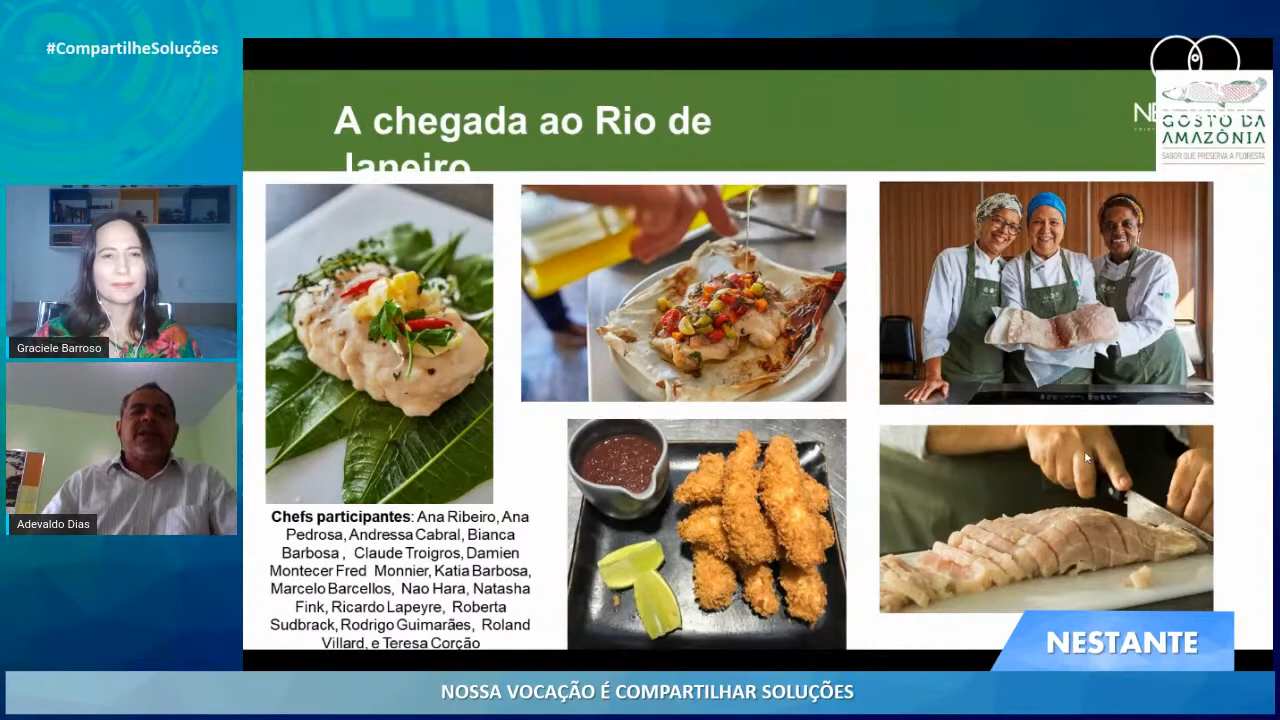 #CompartilheSoluções
A chegada ao Rio de
Janeiro
GOSTO DA
AMAZÔNIA
SABOR QUE PRESERVA A FLORESTA
Graciele Barroso
Adevaldo Dias
Chefs participantes: Ana Ribeiro, Ana
Pedrosa, Andressa Cabral, Bianca
Barbosa , Claude Troigros, Damien
Montecer Fred Monnier, Katia Barbosa,
Marcelo Barcellos, Nao Hara, Natasha
Fink, Ricardo Lapeyre, Roberta
Sudbrack, Rodrigo Guimarães, Roland
Villard, e Teresa Corção
NESTANTE
NOSSA VOCAÇÃO É COMPARTILHAR SOLUÇÕES